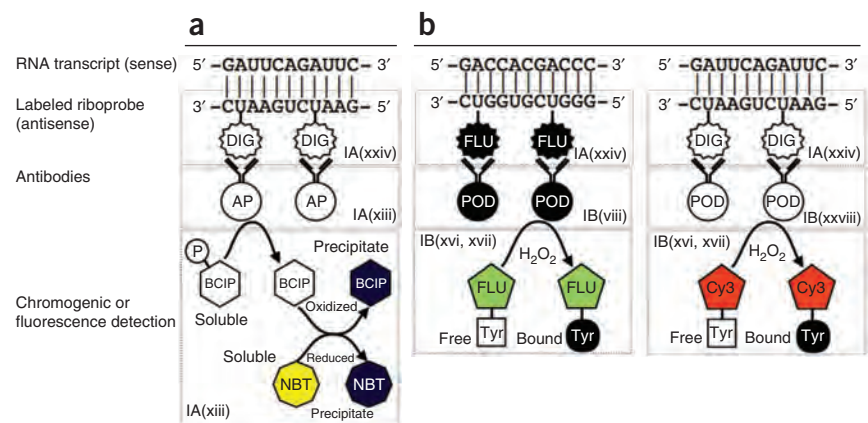 a
b
RNA transcript (sense)
5′ –GAUUCAGAUUC– 3′
5′ –GACCACGACCC– 3′
5′ –GAUUCAGAUUC– 3′
Labeled riboprobe
(antisense)
3′ –CUAAGUCUAAG– 5′
3′ –CUGGUGCUGGG– 5′
3′ –CUAAGUCUAAG– 5′
DIG DIG
IA(xxiv)
FLU FLU
IA(xxiv)
DIG DIG
IA(xxiv)
Antibodies
AP AP
IA(xiii)
POD POD
IB(viii)
POD POD
IB(xxviii)
Chromogenic or
fluorescence detection
P
BCIP
Soluble
BCIP
Precipitate
BCIP
Oxidized
Soluble
Reduced
NBT
NBT
Precipitate
IA(xiii)
IB(xvi, xvii)
H₂O₂
FLU FLU
Free Tyr Bound Tyr
IB(xvi, xvii)
H₂O₂
Cy3 Cy3
Free Tyr Bound Tyr